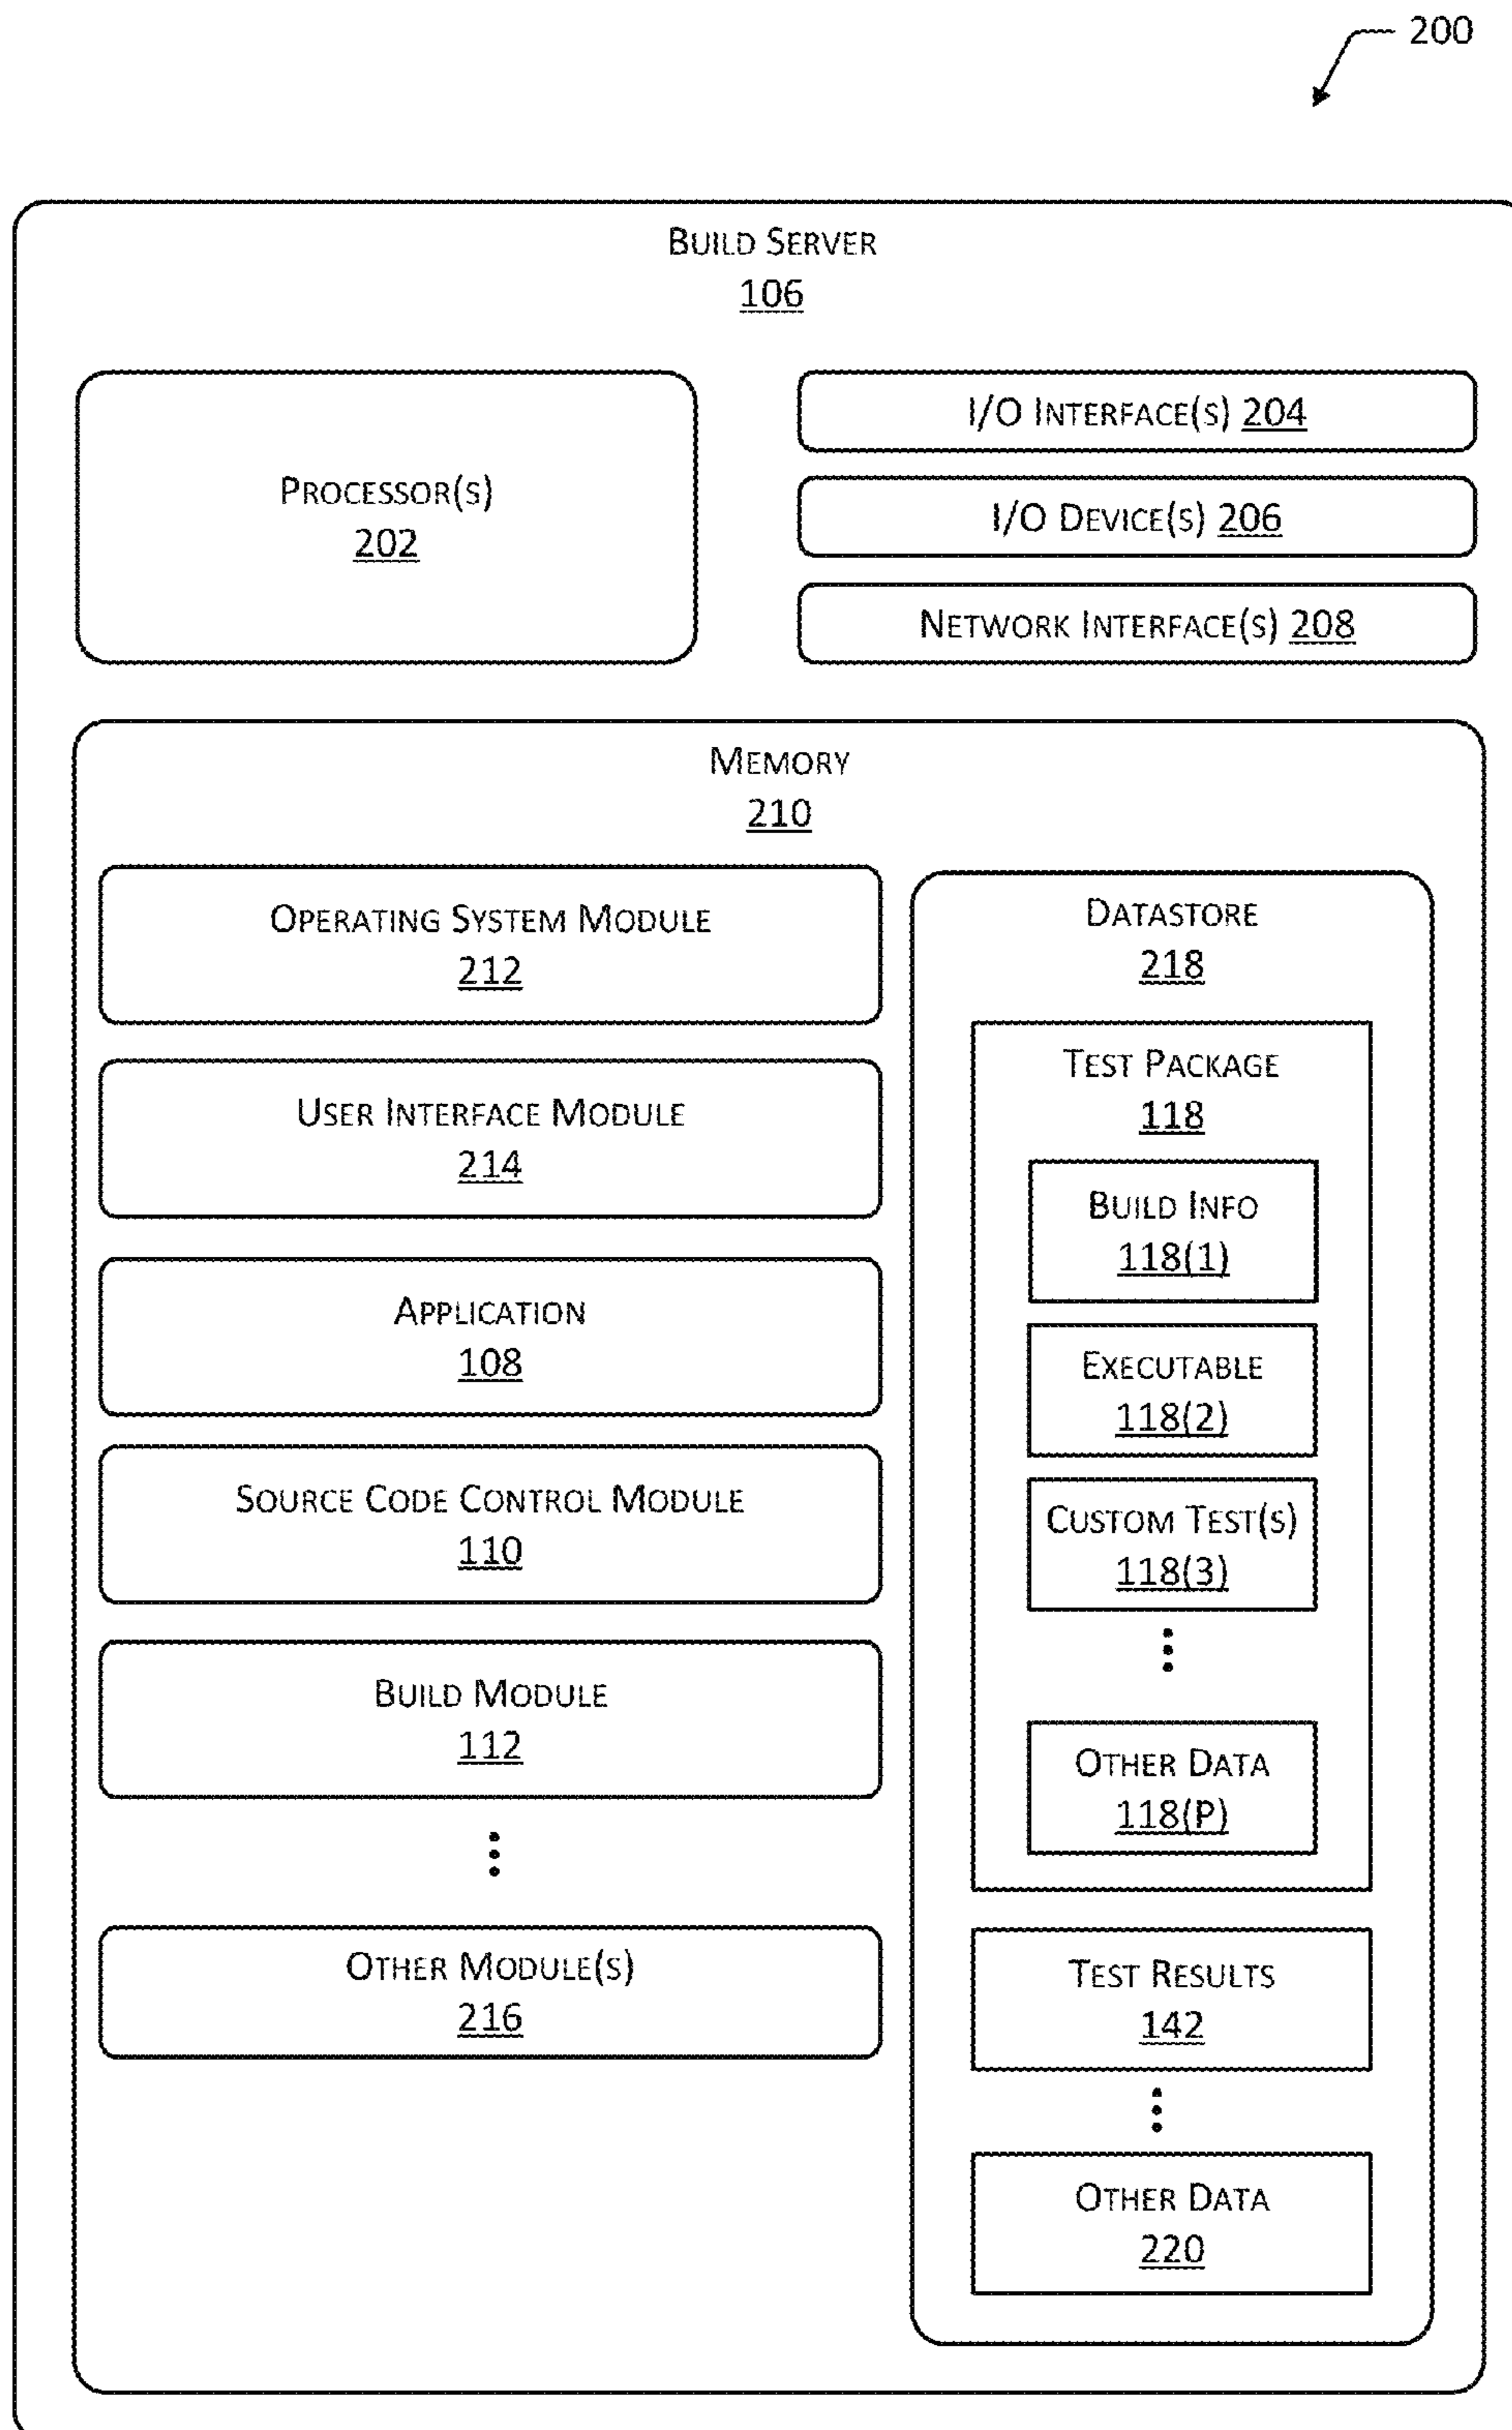 200
BUILD SERVER
106
PROCESSOR(S)
202
I/O INTERFACE(S) 204
I/O DEVICE(S) 206
NETWORK INTERFACE(S) 208
MEMORY
210
OPERATING SYSTEM MODULE
212
USER INTERFACE MODULE
214
APPLICATION
108
SOURCE CODE CONTROL MODULE
110
BUILD MODULE
112
OTHER MODULE(S)
216
DATASTORE
218
TEST PACKAGE
118
BUILD INFO
118(1)
EXECUTABLE
118(2)
CUSTOM TEST(S)
118(3)
OTHER DATA
118(P)
TEST RESULTS
142
OTHER DATA
220